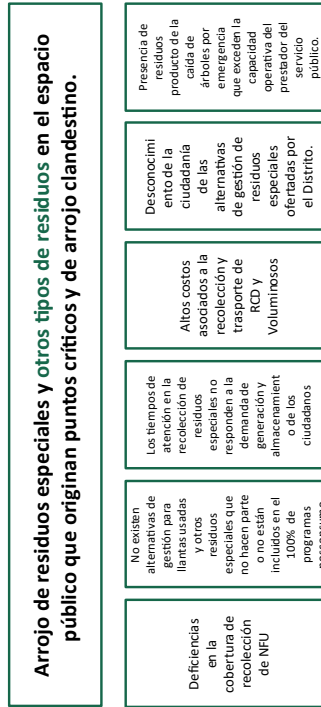 Arrojo de residuos especiales y otros tipos de residuos en el espacio
público que originan puntos críticos y de arrojo clandestino.
Deficiencias
en la
cobertura de
recolección
de NFU
No existen
alternativas de
gestión para
llantas usadas
y otros
residuos
especiales que
no hacen parte
o no están
incluidos en el
100% de
programas
Los tiempos de
atención en la
recolección de
residuos
especiales no
responden a la
demanda de
generación y
almacenamient
o de los
ciudadanos
Altos costos
asociados a la
recolección y
trasporte de
RCD y
Voluminosos
Desconocimi
ento de la
ciudadanía
de las
alternativas
de gestión de
residuos
especiales
ofertadas por
el Distrito.
Presencia de
residuos
producto de la
caída de
árboles por
emergencia
que exceden la
capacidad
operativa del
prestador del
servicio
público.